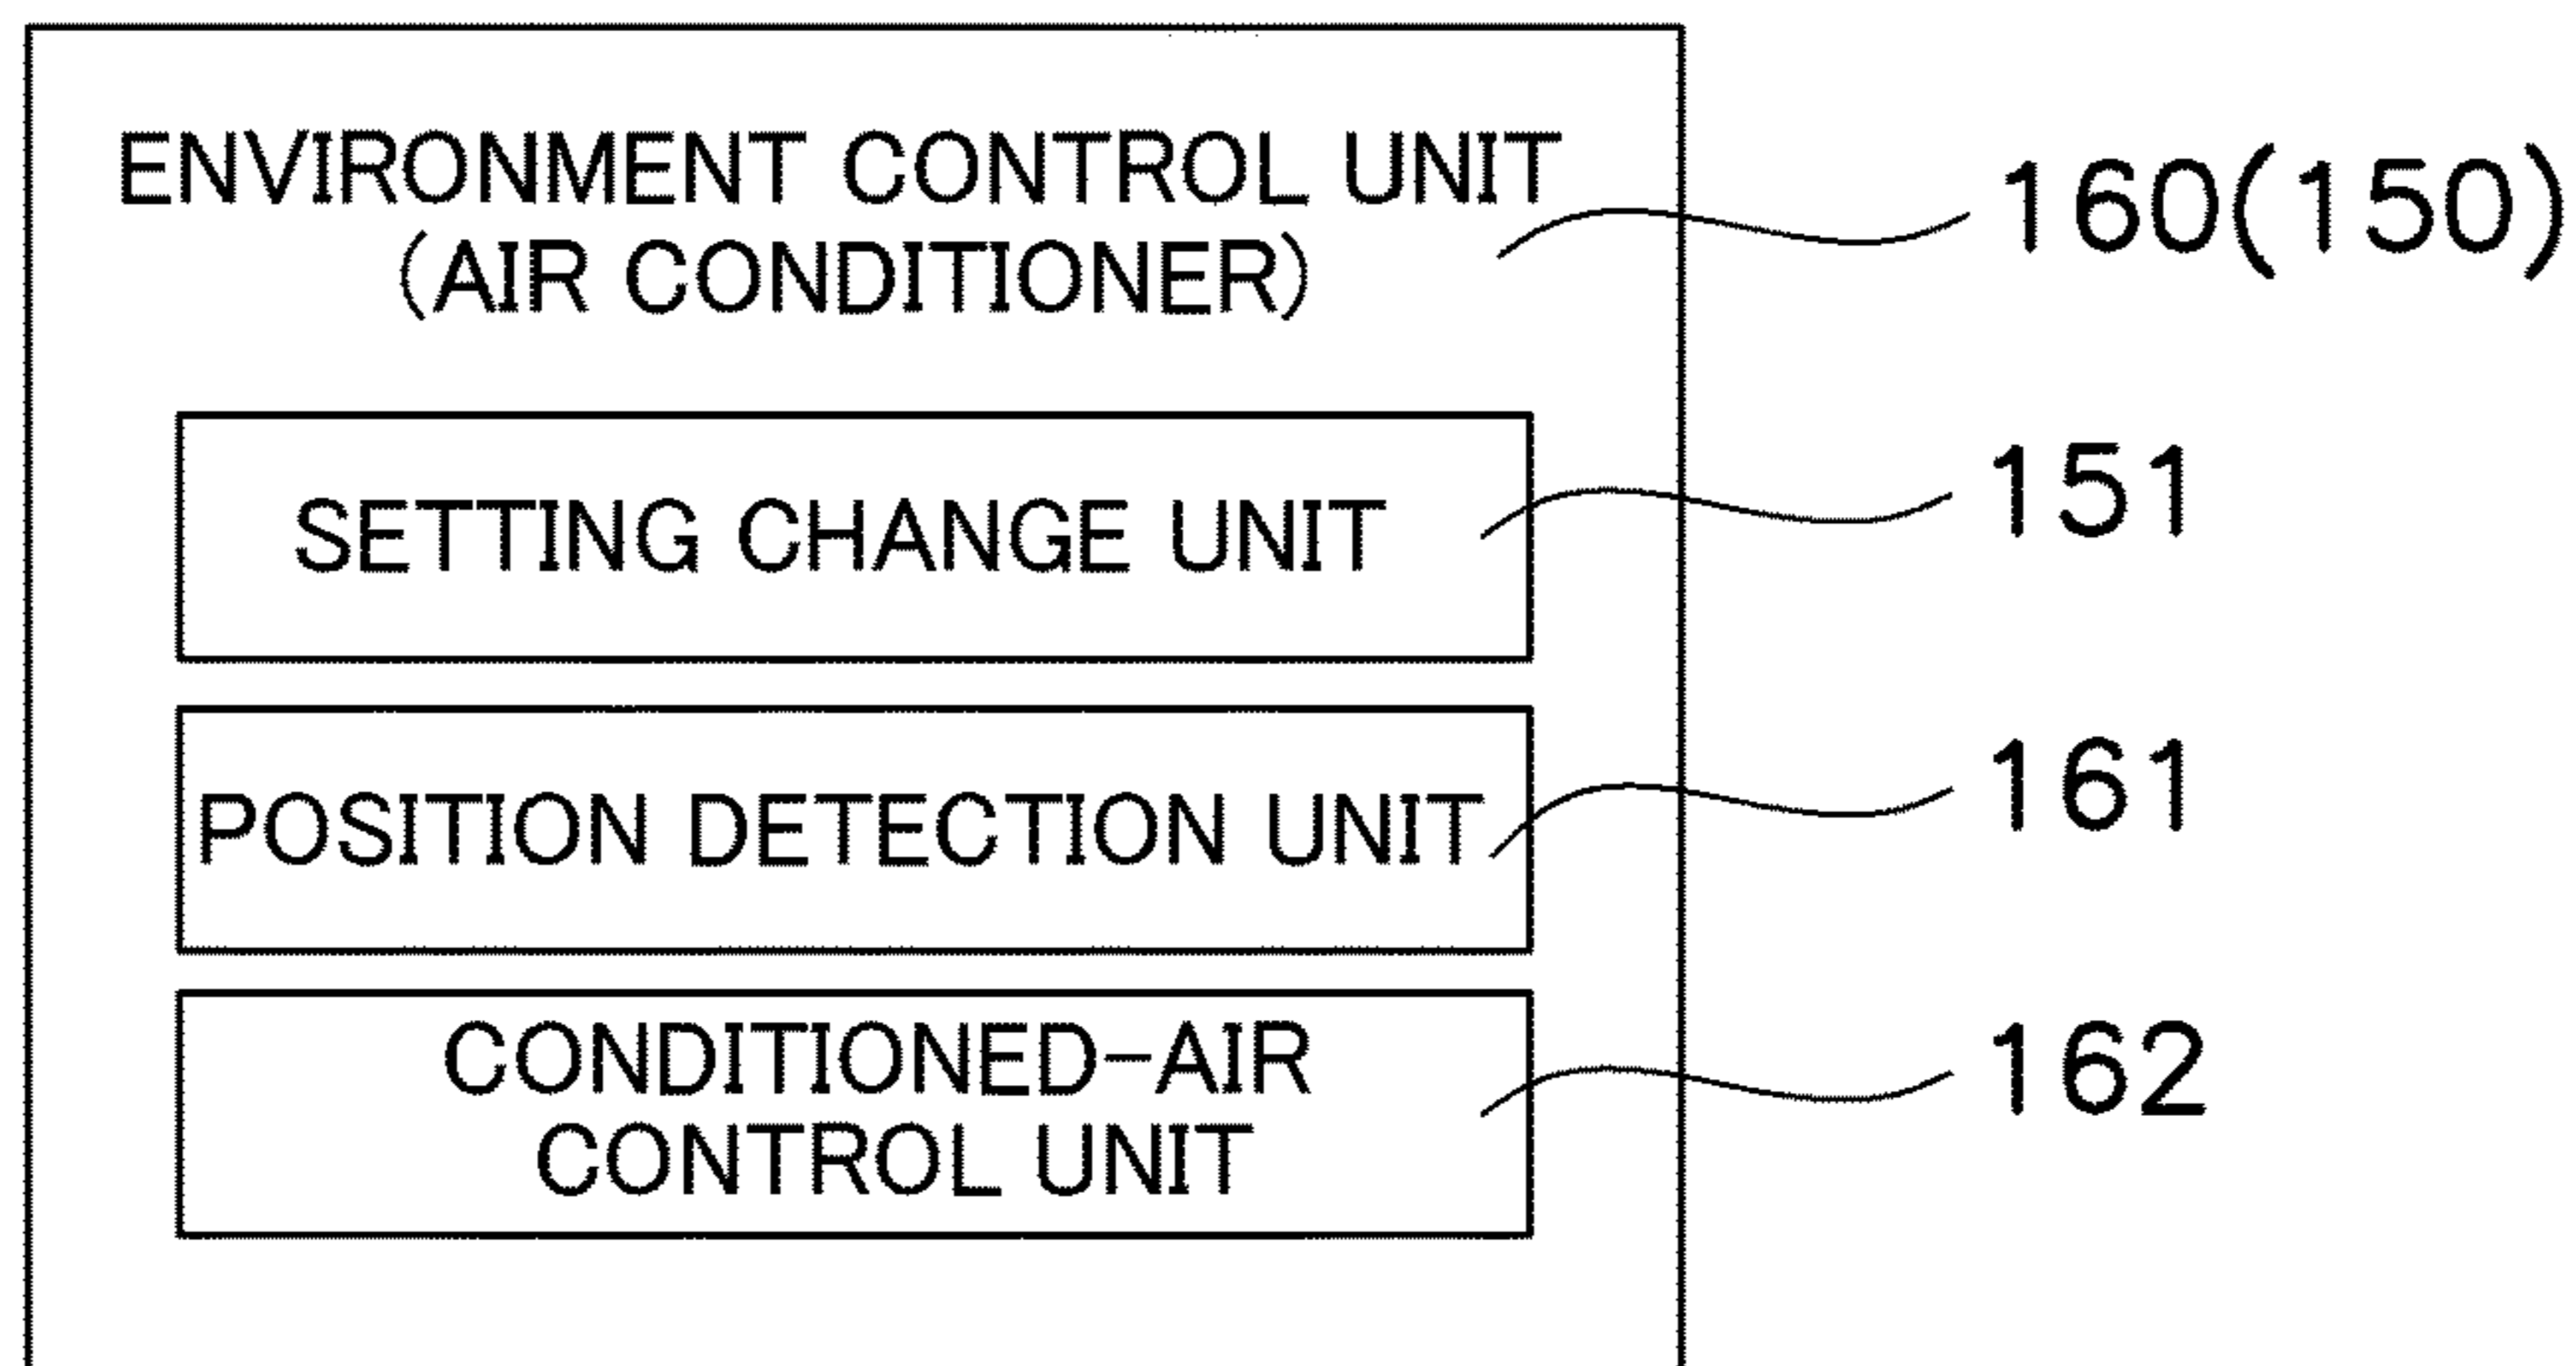 ENVIRONMENT CONTROL UNIT
(AIR CONDITIONER)
160(150)
SETTING CHANGE UNIT
151
POSITION DETECTION UNIT
161
CONDITIONED-AIR
CONTROL UNIT
162